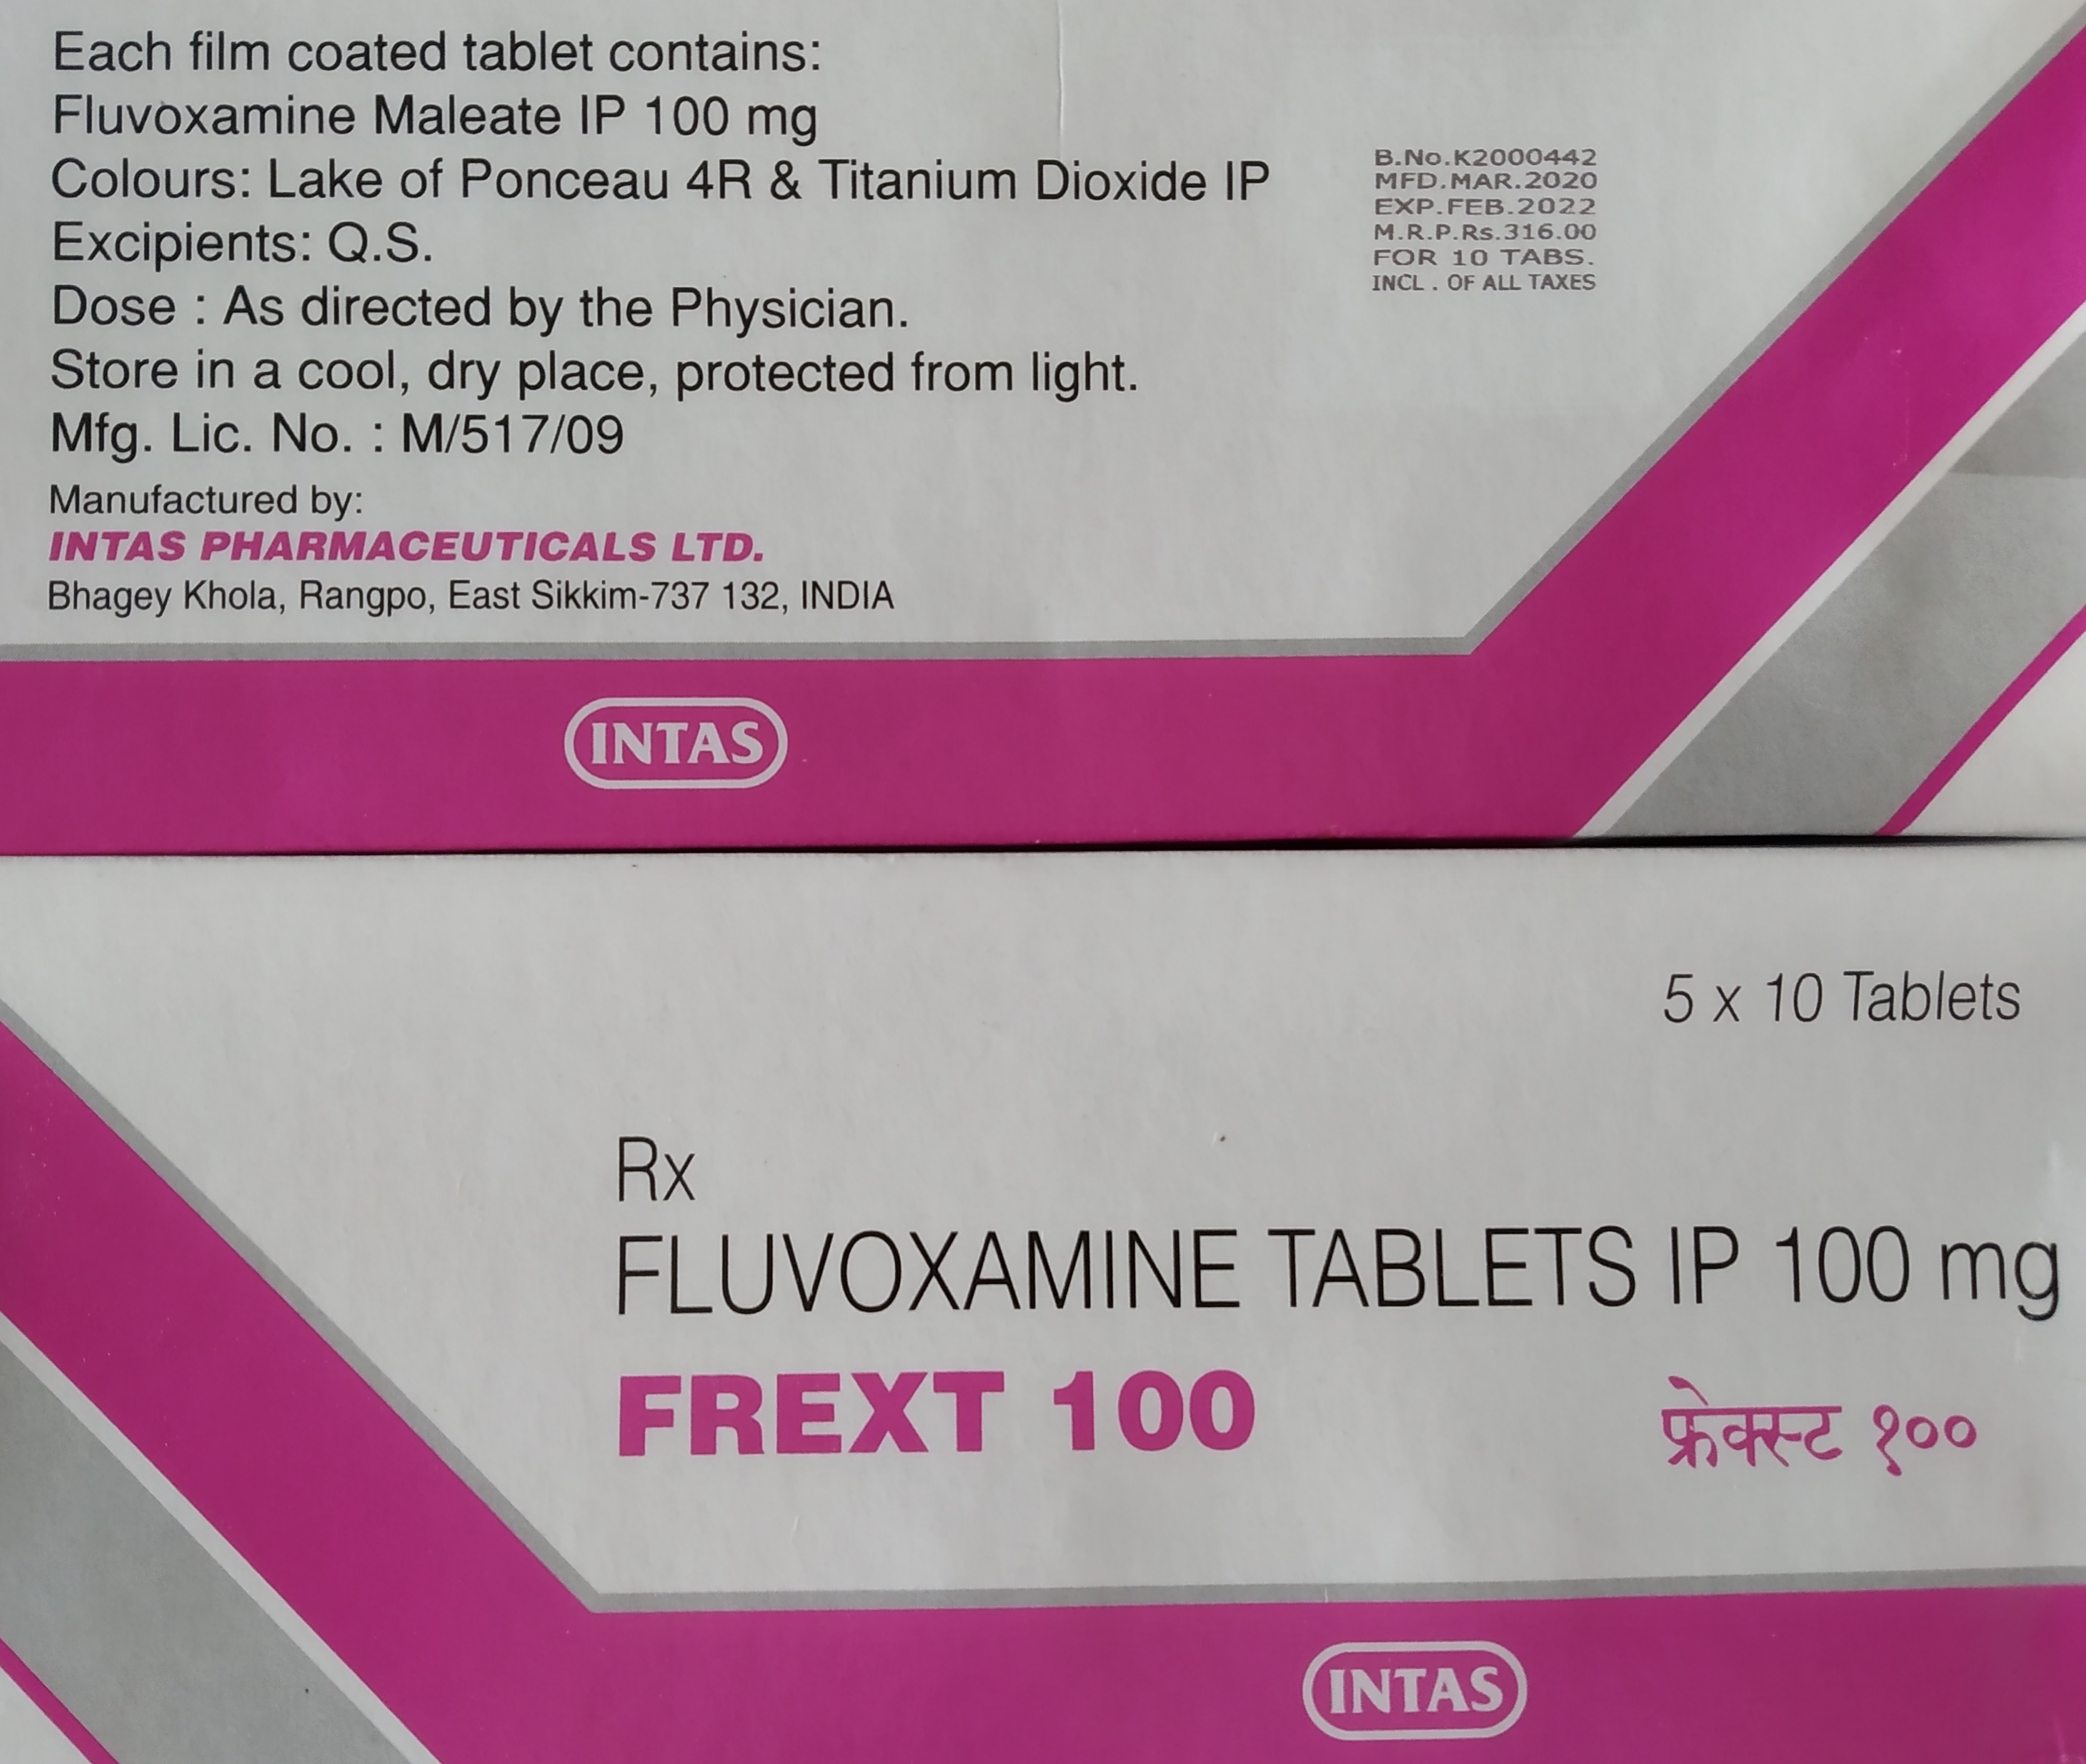 Each film coated tablet contains:
Fluvoxamine Maleate IP 100 mg
Colours: Lake of Ponceau 4R & Titanium Dioxide IP
Excipients: Q.S.
Dose : As directed by the Physician.
Store in a cool, dry place, protected from light.
Mfg. Lic. No. : M/517/09
Manufactured by:
INTAS PHARMACEUTICALS LTD.
Bhagey Khola, Rangpo, East Sikkim-737 132, INDIA
B.No.K2000442
MFD.MAR.2020
EXP.FEB.2022
M.R.P.Rs.316.00
FOR 10 TABS.
INCL . OF ALL TAXES
INTAS
5 x 10 Tablets
Rx
FLUVOXAMINE TABLETS IP 100 mg
FREXT 100
फ्रेक्स्ट १००
INTAS